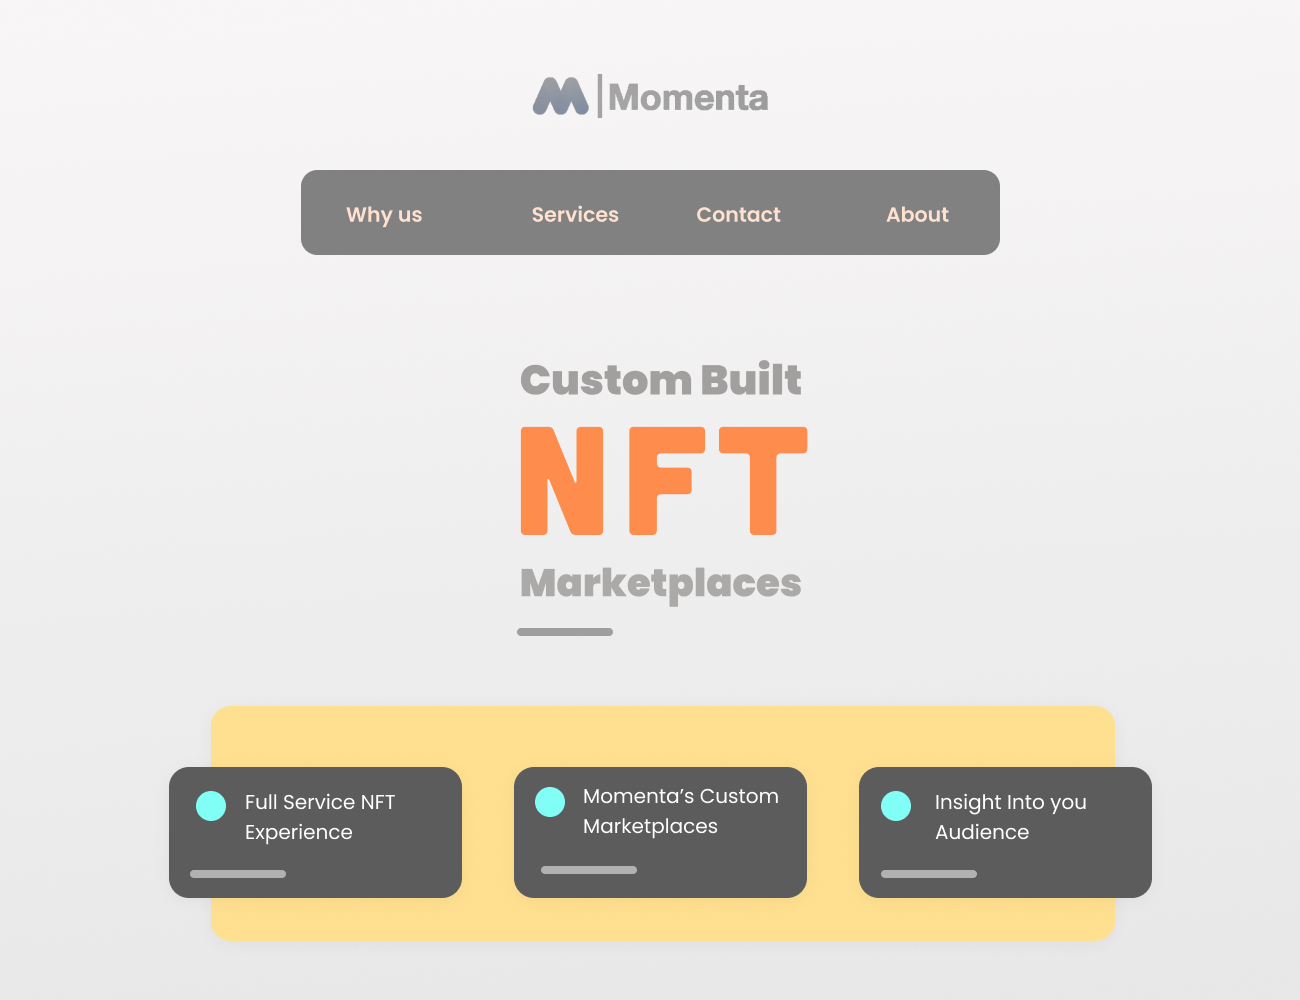 Momenta
Why us Services Contact About
Custom Built
NFT
Marketplaces
Full Service NFT
Experience
Momenta’s Custom
Marketplaces
Insight Into you
Audience